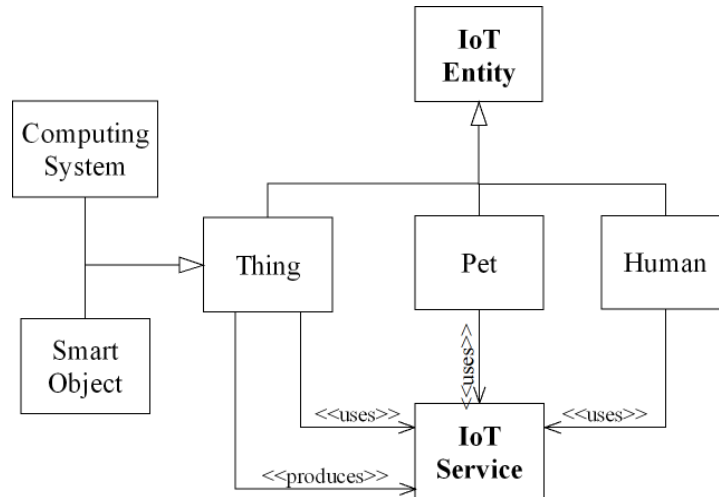 IoT
Entity
Computing
System
Thing
Pet
Human
Smart
Object
<<uses>>
<<uses>>
<<uses>>
IoT
Service
<<produces>>